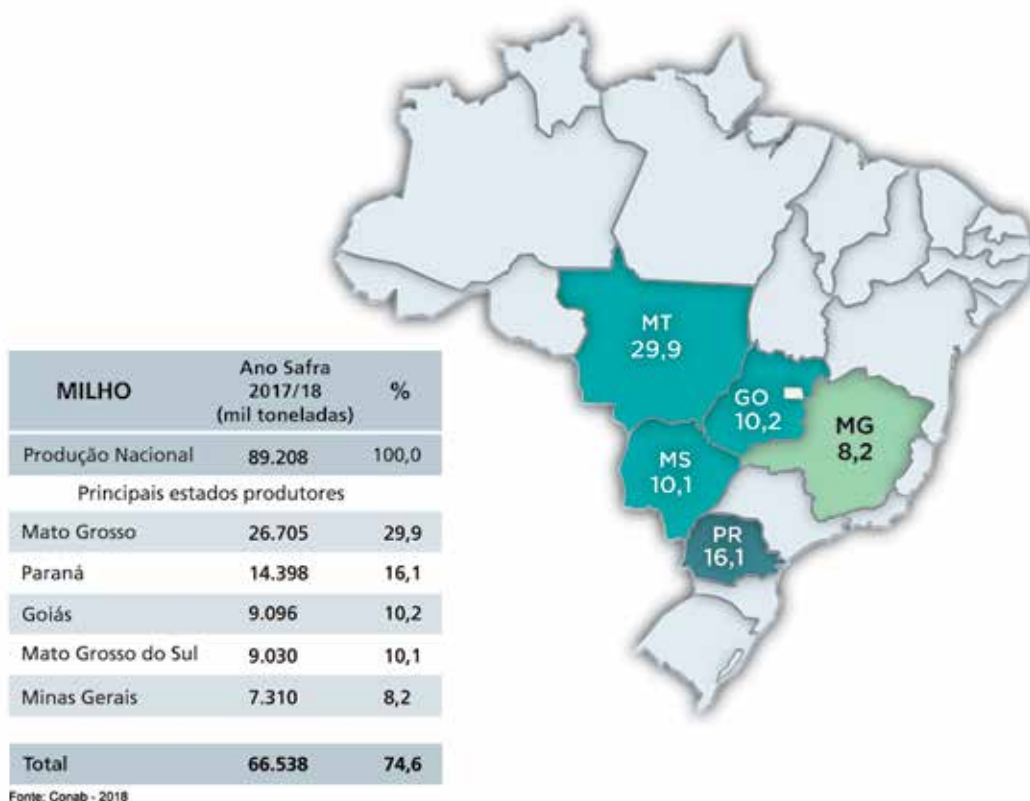 MT
29,9
GO
10,2
MG
8,2
MS
10,1
PR
16,1
MILHO
Ano Safra
2017/18
(mil toneladas)
%
Produção Nacional 89.208 100,0
Principais estados produtores
Mato Grosso 26.705 29,9
Paraná 14.398 16,1
Goiás 9.096 10,2
Mato Grosso do Sul 9.030 10,1
Minas Gerais 7.310 8,2
Total 66.538 74,6
Fonte: Conab - 2018